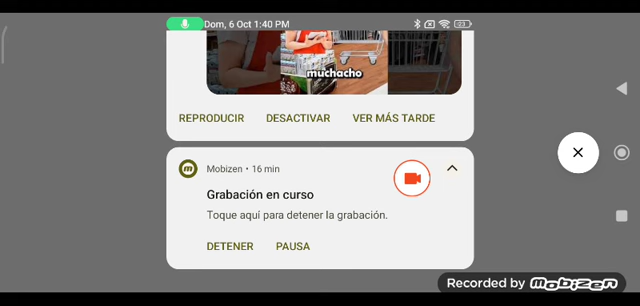 Dom, 6 Oct 1:40 PM
23
muchacho
REPRODUCIR DESACTIVAR VER MÁS TARDE
m Mobizen • 16 min
Grabación en curso
Toque aquí para detener la grabación.
DETENER PAUSA
Recorded by mobizen